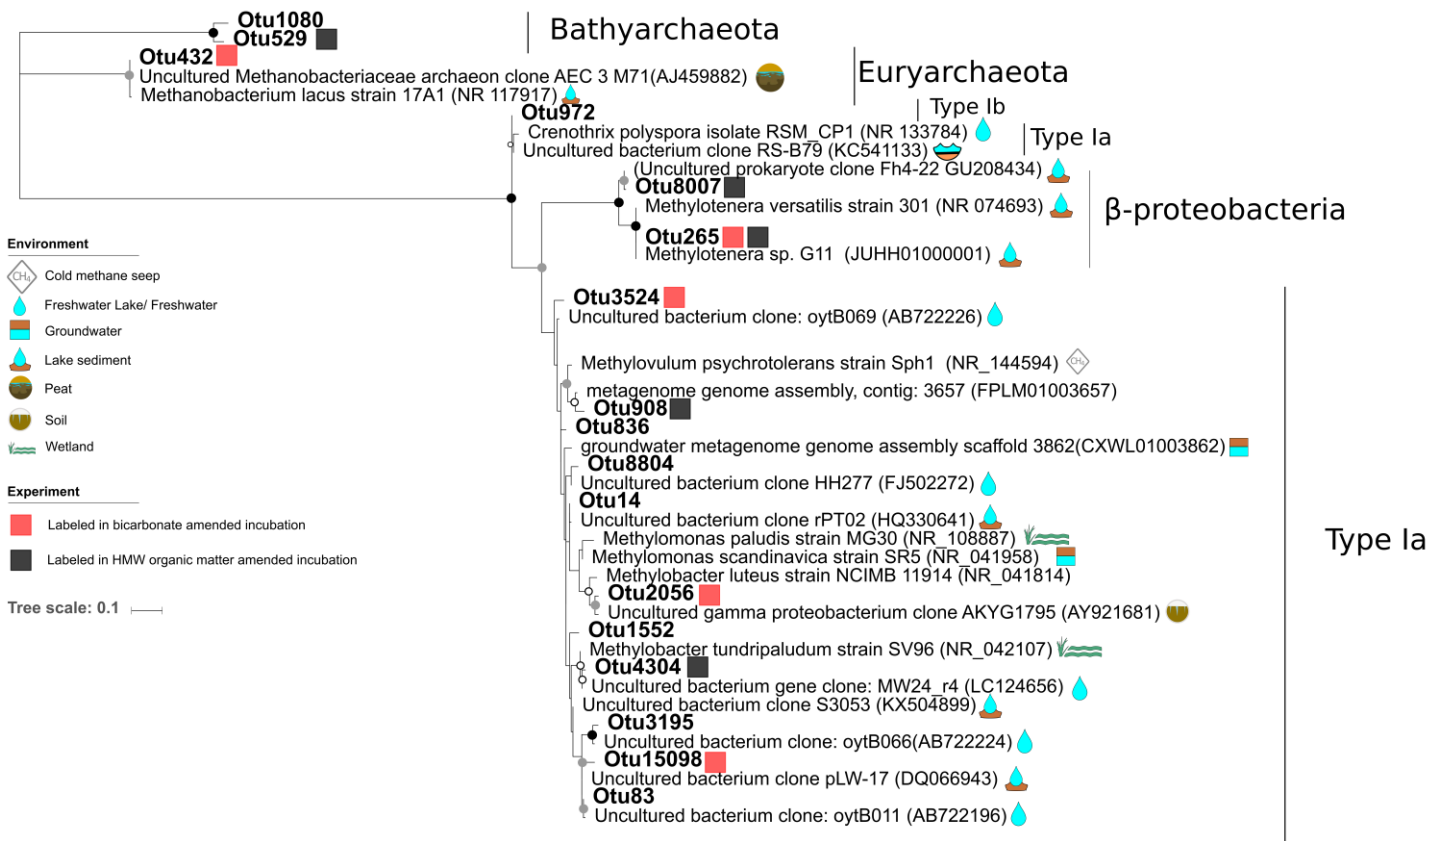 Otu1080
Otu529
Bathyarchaeota
Otu432
Uncultured Methanobacteriaceae archaeon clone AEC 3 M71(AJ459882)
Methanobacterium lacus strain 17A1 (NR 117917)
Euryarchaeota
Otu972
Type Ib
Crenothrix polyspora isolate RSM_CP1 (NR 133784)
Uncultured bacterium clone RS-B79 (KC541133)
Type Ia
(Uncultured prokaryote clone Fh4-22 GU208434)
Otu8007
Methylotenera versatilis strain 301 (NR 074693)
Otu265
Methylotenera sp. G11 (JUHH01000001)
β-proteobacteria
Environment
CH4
Cold methane seep
Freshwater Lake/ Freshwater
Groundwater
Lake sediment
Peat
Soil
Wetland
Experiment
Labeled in bicarbonate amended incubation
Labeled in HMW organic matter amended incubation
Tree scale: 0.1
Otu3524
Uncultured bacterium clone: oytB069 (AB722226)
Methylovulum psychrotolerans strain Sph1 (NR_144594)
CH4
metagenome genome assembly, contig: 3657 (FPLM01003657)
Otu908
Otu836
groundwater metagenome genome assembly scaffold 3862(CXWL01003862)
Otu8804
Uncultured bacterium clone HH277 (FJ502272)
Otu14
Uncultured bacterium clone rPT02 (HQ330641)
Methylomonas paludis strain MG30 (NR_108887)
Methylomonas scandinavica strain SR5 (NR_041958)
Methylobacter luteus strain NCIMB 11914 (NR_041814)
Otu2056
Uncultured gamma proteobacterium clone AKYG1795 (AY921681)
Otu1552
Methylobacter tundripaludum strain SV96 (NR_042107)
Otu4304
Uncultured bacterium gene clone: MW24_r4 (LC124656)
Uncultured bacterium clone S3053 (KX504899)
Otu3195
Uncultured bacterium clone: oytB066(AB722224)
Otu15098
Uncultured bacterium clone pLW-17 (DQ066943)
Otu83
Uncultured bacterium clone: oytB011 (AB722196)
Type Ia